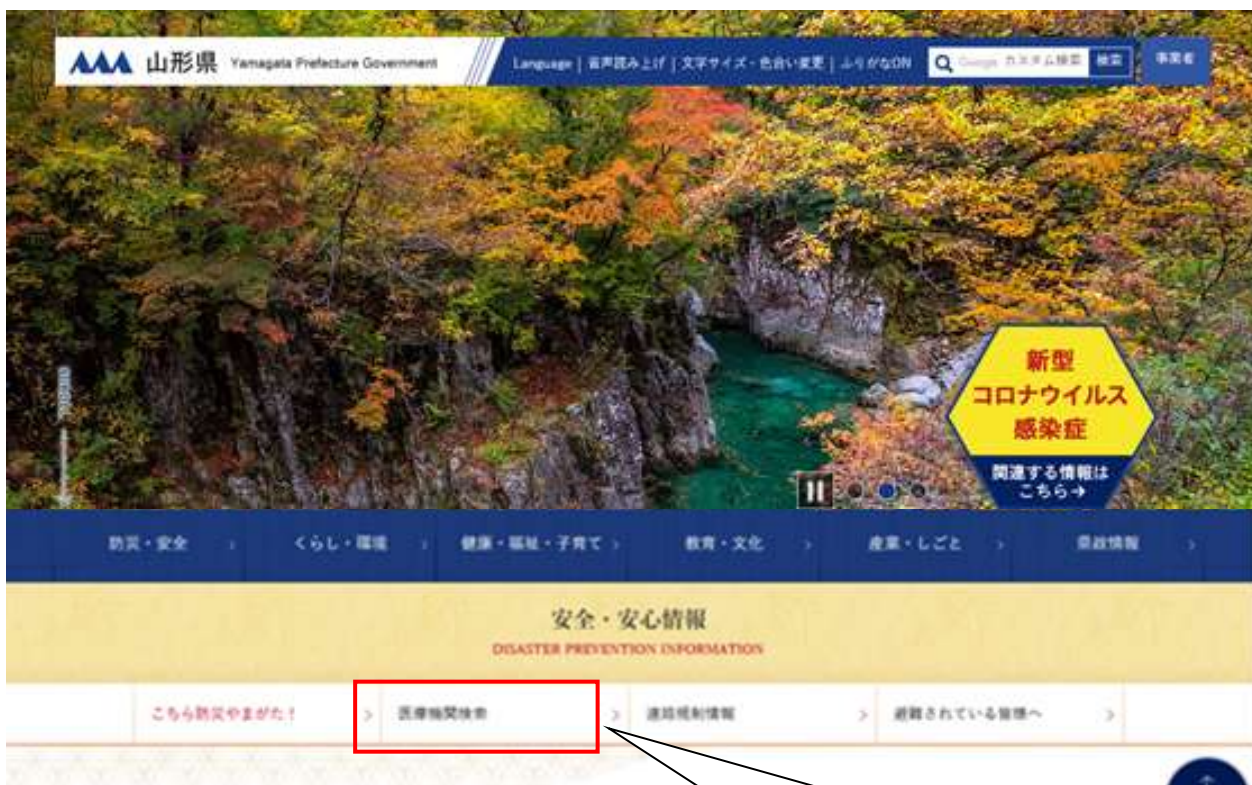 山形県 Yamagata Prefecture Government
Language | 音声読み上げ | 文字サイズ・色合い変更 | ふりがなON
カスタム検索 検索
事業者
新型
コロナウイルス
感染症
関連する情報は
こちら→
防災・安全
くらし・環境
健康・福祉・子育て
教育・文化
産業・しごと
県政情報
安全・安心情報
DISASTER PREVENTION INFORMATION
こちら防災やまがた!
医療機関検索
道路規制情報
避難されている皆様へ